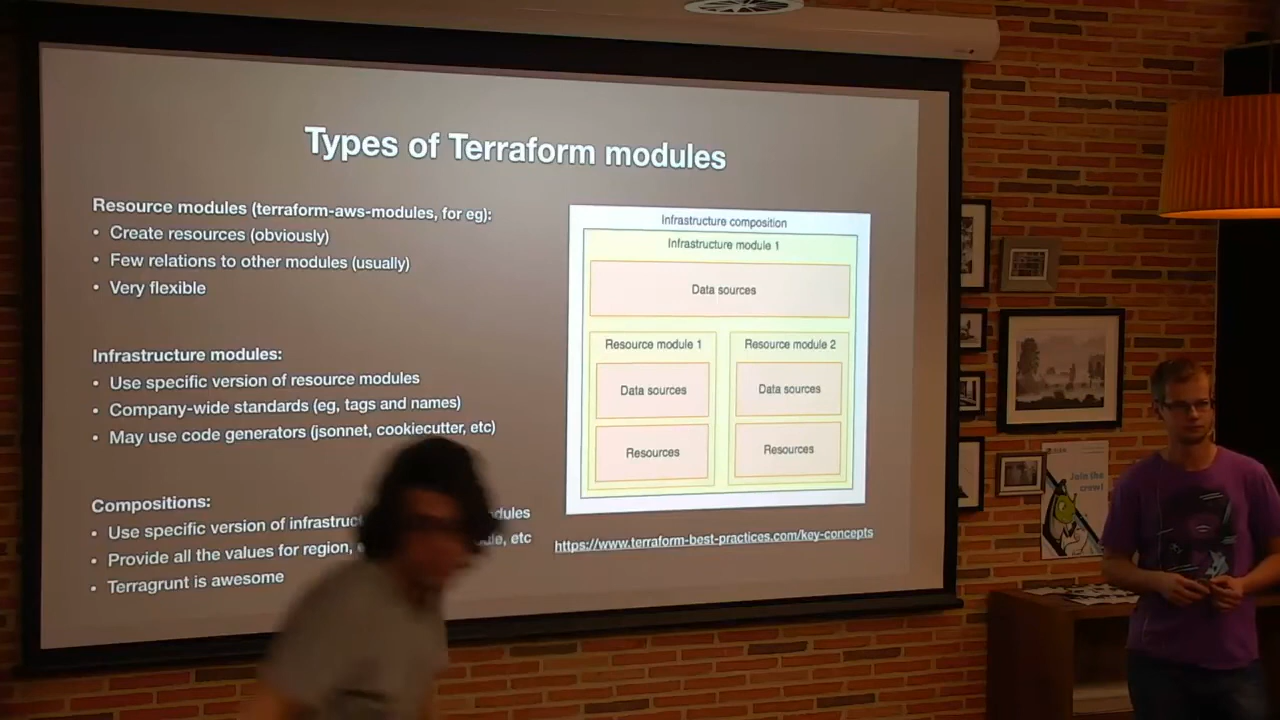 Types of Terraform modules
Resource modules (terraform-aws-modules, for eg):
• Create resources (obviously)
• Few relations to other modules (usually)
• Very flexible
Infrastructure modules:
• Use specific version of resource modules
• Company-wide standards (eg, tags and names)
• May use code generators (jsonnet, cookiecutter, etc)
Compositions:
• Use specific version of
• Provide all the values for region, etc
• Terragrunt is awesome
Infrastructure composition
Infrastructure module 1
Data sources
Resource module 1
Resource module 2
Data sources
Data sources
Resources
Resources
https://www.terraform-best-practices.com/key-concepts
Join the
crew!